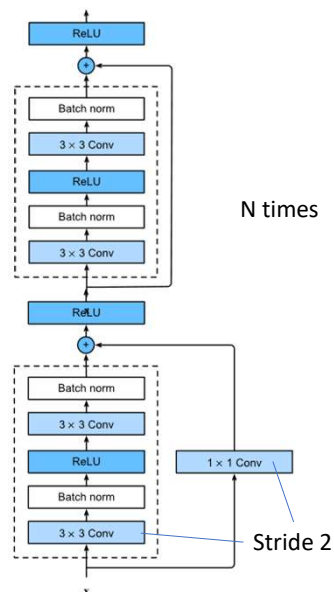 ReLU
+
Batch norm
3 × 3 Conv
ReLU
Batch norm
3 × 3 Conv
N times
ReLU
+
Batch norm
3 × 3 Conv
ReLU
1 × 1 Conv
Batch norm
3 × 3 Conv
Stride 2